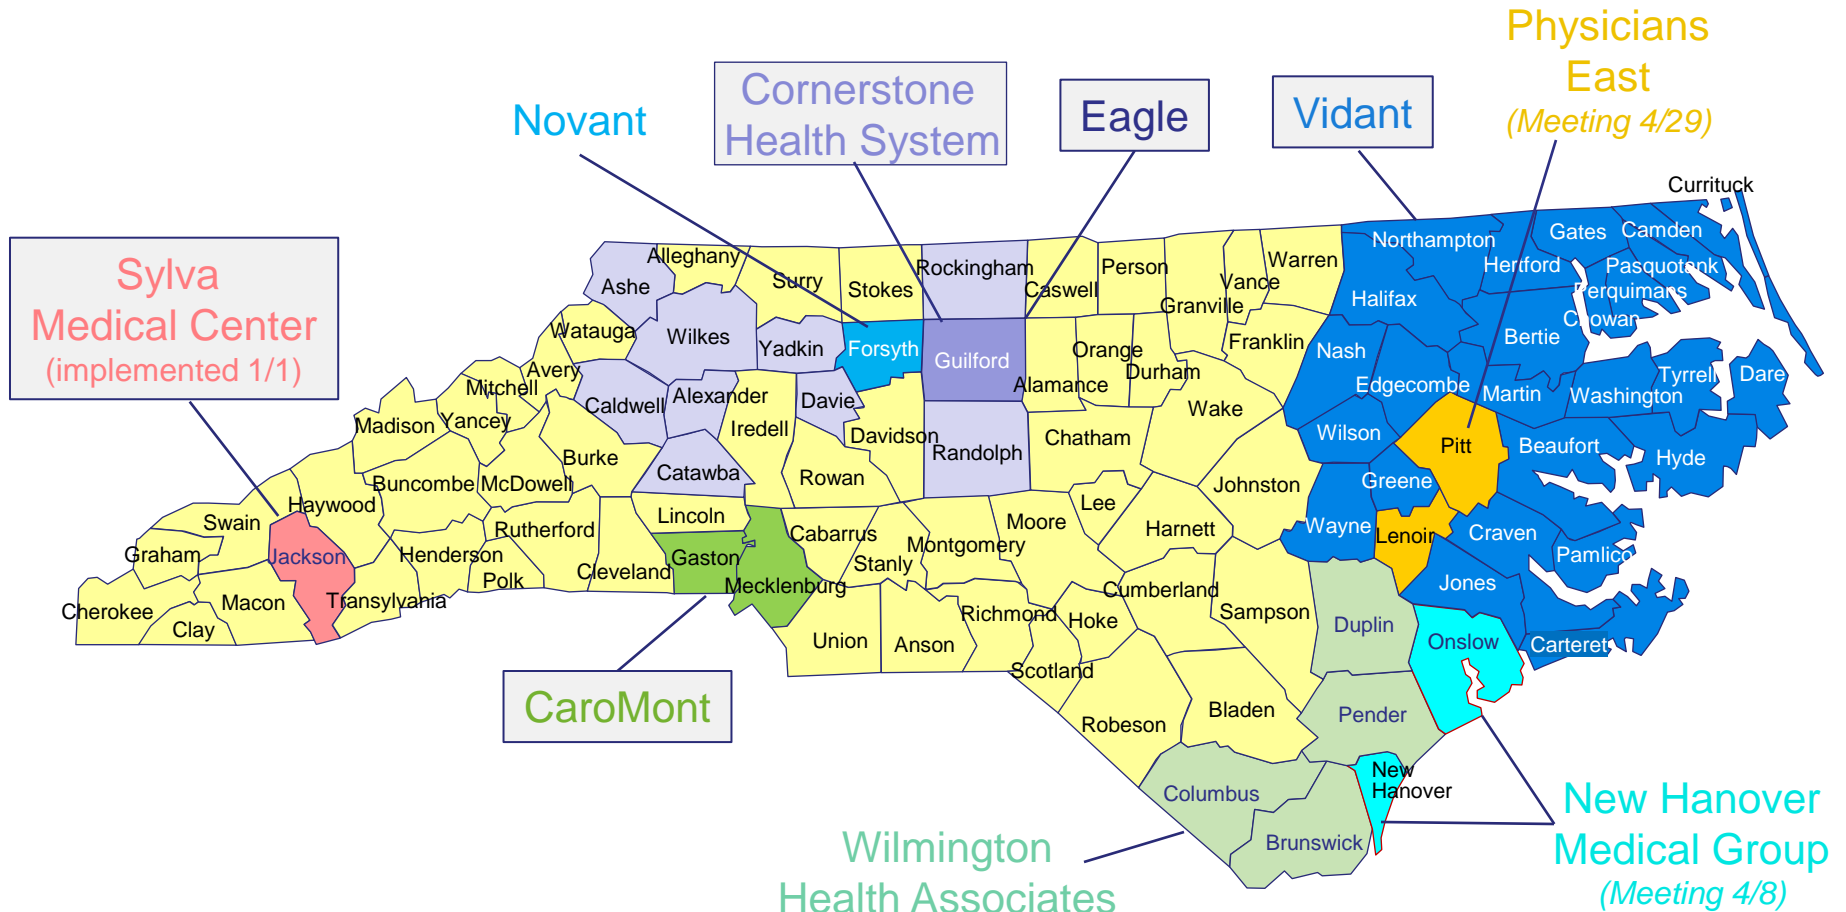 Physicians
East
(Meeting 4/29)
Novant
Cornerstone
Health System
Eagle
Vidant
Sylva
Medical Center
(implemented 1/1)
Currituck
Northampton
Gates
Camden
Hertford
Pasquotank
Perquimans
Chowan
Halifax
Bertie
Alleghany
Surry
Stokes
Rockingham
Caswell
Person
Granville
Vance
Warren
Ashe
Watauga
Wilkes
Yadkin
Forsyth
Guilford
Alamance
Orange
Durham
Franklin
Nash
Edgecombe
Martin
Washington
Tyrrell
Dare
Avery
Mitchell
Yancey
Madison
Caldwell
Alexander
Davie
Iredell
Davidson
Randolph
Chatham
Wake
Wilson
Pitt
Beaufort
Hyde
Burke
Catawba
Rowan
Buncombe
McDowell
Haywood
Swain
Graham
Jackson
Cherokee
Clay
Macon
Transylvania
Henderson
Polk
Rutherford
Cleveland
Lincoln
Gaston
Mecklenburg
Cabarrus
Stanly
Montgomery
Moore
Lee
Harnett
Johnston
Greene
Wayne
Lenoir
Craven
Pamlico
Jones
Carteret
Onslow
Duplin
Sampson
Cumberland
Hoke
Richmond
Scotland
Anson
Union
Robeson
Bladen
Pender
New
Hanover
Columbus
Brunswick
CaroMont
Wilmington
Health Associates
New Hanover
Medical Group
(Meeting 4/8)